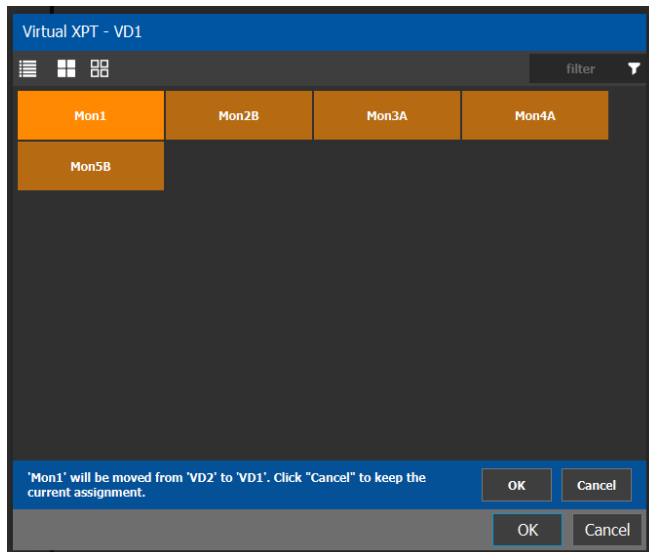 Virtual XPT - VD1
filter
Mon1 Mon2B Mon3A Mon4A
Mon5B
'Mon1' will be moved from 'VD2' to 'VD1'. Click "Cancel" to keep the
current assignment.
OK Cancel
OK Cancel